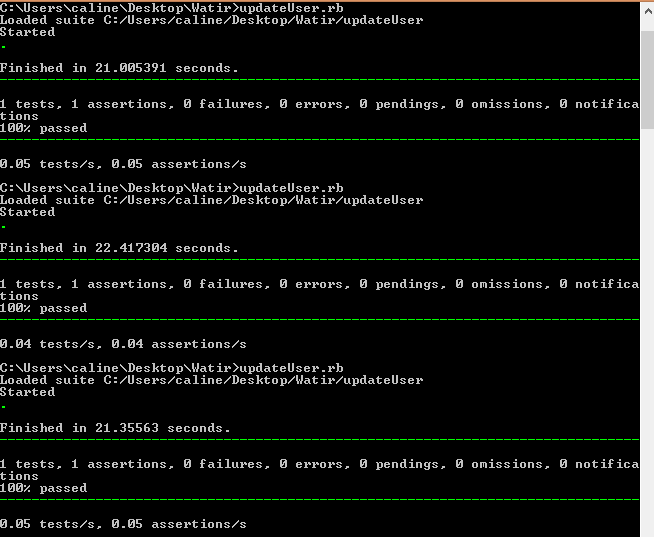 C:\Users\caline\Desktop\Watir>updateUser.rb
Loaded suite C:/Users/caline/Desktop/Watir/updateUser
Started
.
Finished in 21.005391 seconds.
--------------------------------------------------------------------------------
1 tests, 1 assertions, 0 failures, 0 errors, 0 pendings, 0 omissions, 0 notifica
tions
100% passed
--------------------------------------------------------------------------------
0.05 tests/s, 0.05 assertions/s
C:\Users\caline\Desktop\Watir>updateUser.rb
Loaded suite C:/Users/caline/Desktop/Watir/updateUser
Started
.
Finished in 22.417304 seconds.
--------------------------------------------------------------------------------
1 tests, 1 assertions, 0 failures, 0 errors, 0 pendings, 0 omissions, 0 notifica
tions
100% passed
--------------------------------------------------------------------------------
0.04 tests/s, 0.04 assertions/s
C:\Users\caline\Desktop\Watir>updateUser.rb
Loaded suite C:/Users/caline/Desktop/Watir/updateUser
Started
.
Finished in 21.35563 seconds.
--------------------------------------------------------------------------------
1 tests, 1 assertions, 0 failures, 0 errors, 0 pendings, 0 omissions, 0 notifica
tions
100% passed
--------------------------------------------------------------------------------
0.05 tests/s, 0.05 assertions/s